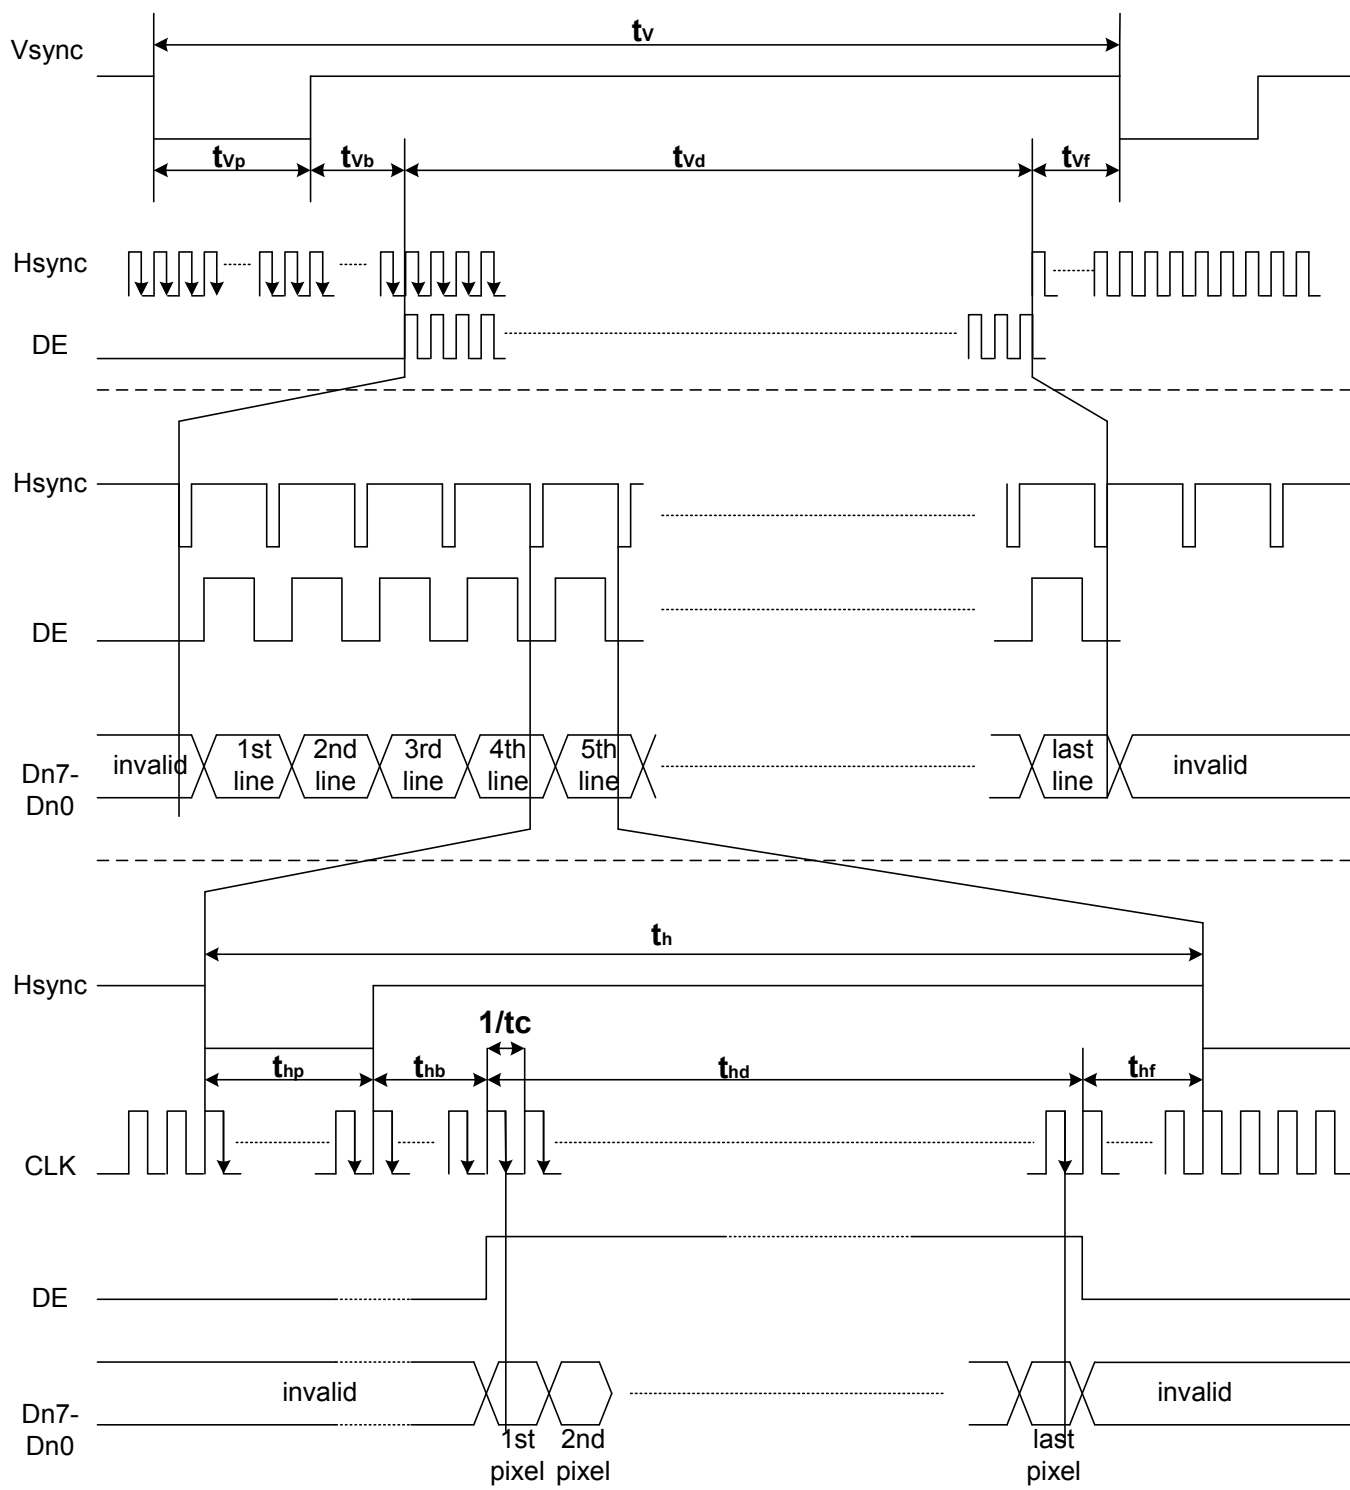 tv
Vsync
tvp tvb tvd tvf
Hsync
DE
Hsync
DE
invalid 1st line 2nd line 3rd line 4th line 5th line last line invalid
Dn7-
Dn0
th
Hsync
1/tc
thp thb thd thf
CLK
DE
invalid invalid
Dn7-
Dn0
1st pixel 2nd pixel last pixel